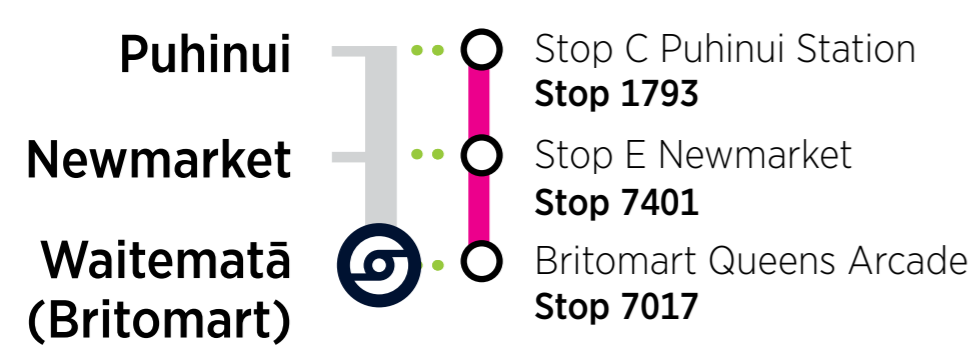 Puhinui
Stop C Puhinui Station
Stop 1793
Newmarket
Stop E Newmarket
Stop 7401
Waitematā
(Britomart)
Britomart Queens Arcade
Stop 7017